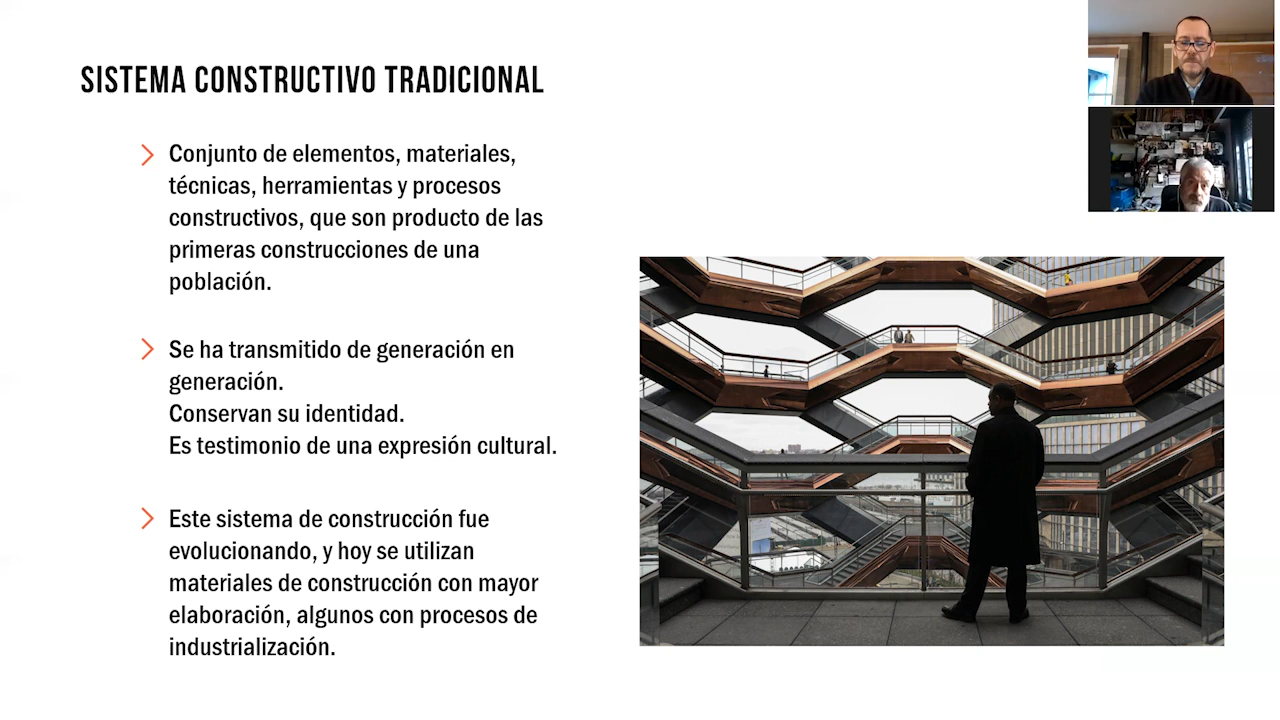 SISTEMA CONSTRUCTIVO TRADICIONAL
Conjunto de elementos, materiales,
técnicas, herramientas y procesos
constructivos, que son producto de las
primeras construcciones de una
población.
Se ha transmitido de generación en
generación.
Conservan su identidad.
Es testimonio de una expresión cultural.
Este sistema de construcción fue
evolucionando, y hoy se utilizan
materiales de construcción con mayor
elaboración, algunos con procesos de
industrialización.